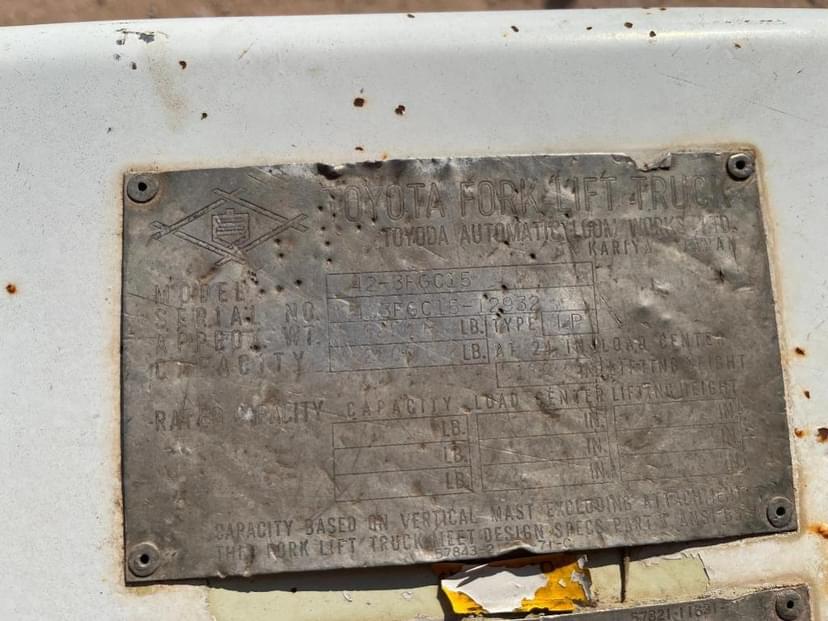 TOYOTA FORK LIFT TRUCK
TOYODA AUTOMATIC LOOM WORKS, LTD.
KARIYA JAPAN
MODEL 42-3FGC15
SERIAL NO. 3FGC15-12932
APPROX. WT. LB. TYPE LP
CAPACITY LB. AT 24 IN. LOAD CENTER
IN. LIFTING HEIGHT
RATED CAPACITY CAPACITY LOAD CENTER LIFTING HEIGHT
LB. IN. IN.
LB. IN. IN.
LB. IN. IN.
CAPACITY BASED ON VERTICAL MAST EXCLUDING ATTACHMENT
THE FORK LIFT TRUCK MEET DESIGN SPECS PART
57843-2